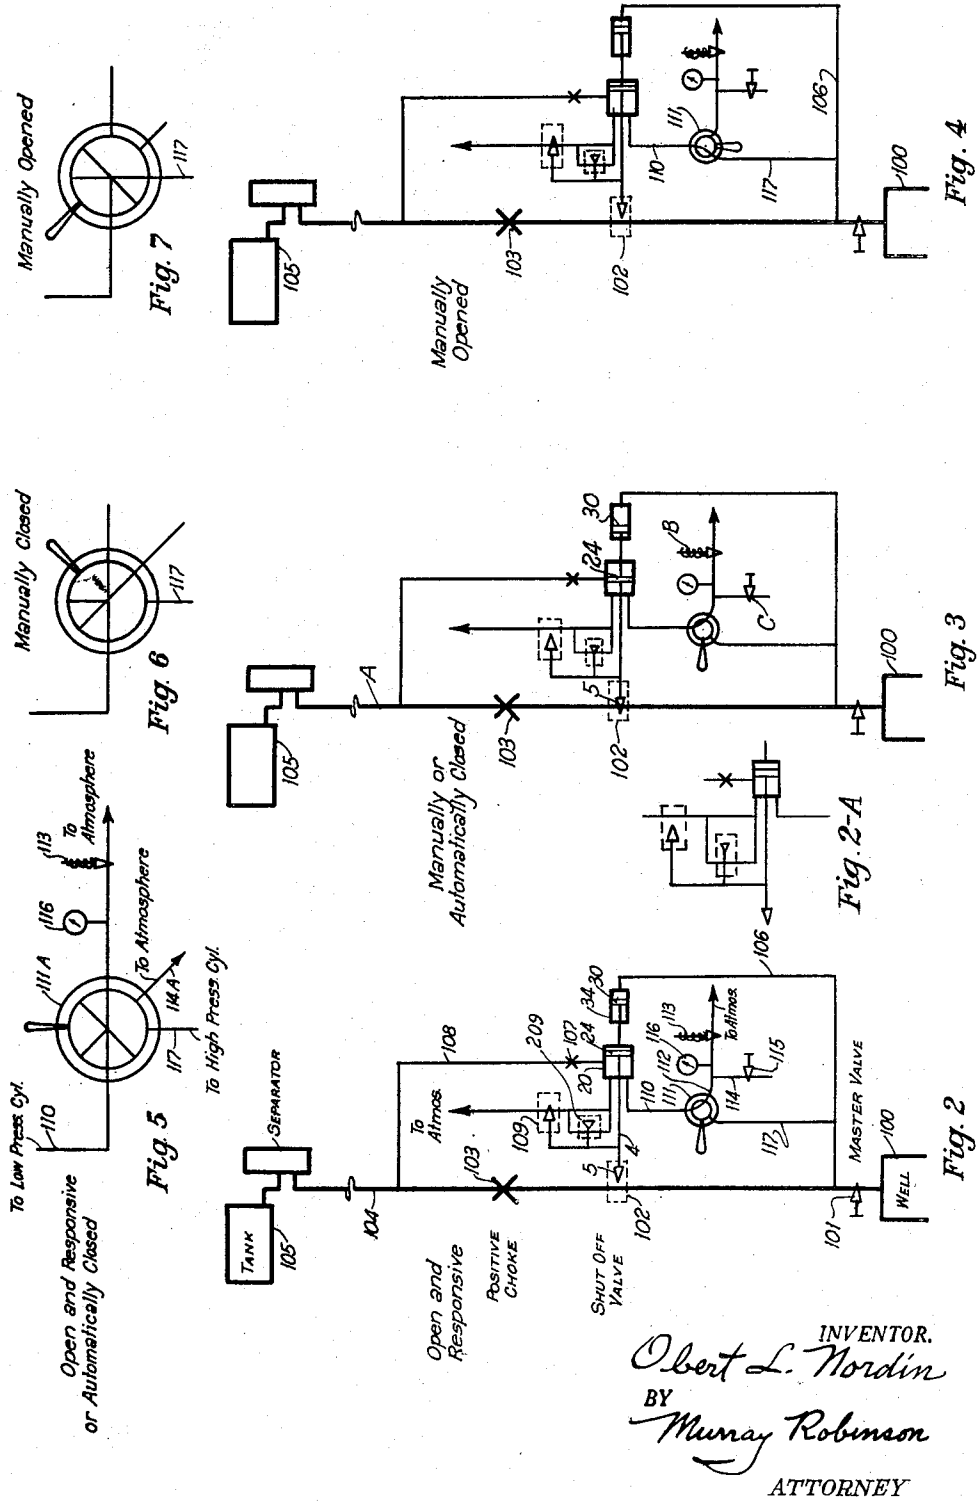 To Low Press. Cyl.
110
Open and Responsive
or Automatically Closed
Fig. 5
111 A
116
113
To
Atmosphere
To Atmosphere
114.A
117
To High Press. Cyl.
Manually Closed
117
Fig. 6
Manually Opened
117
Fig. 7
TANK
105
SEPARATOR
104
Open and
Responsive
POSITIVE
CHOKE
103
SHUT OFF
VALVE
102
5
4
To
Atmos.
109
209
108
107
20
24
34
30
110
111
112
116
113
To Atmos.
114
115
117
106
MASTER VALVE
101
100
WELL
Fig. 2
Fig. 2-A
105
A
Manually or
Automatically Closed
103
102
5
24
30
B
C
100
Fig. 3
105
Manually
Opened
103
102
110
111
117
106
100
Fig. 4
INVENTOR.
Obert L. Nordin
BY
Murray Robinson
ATTORNEY